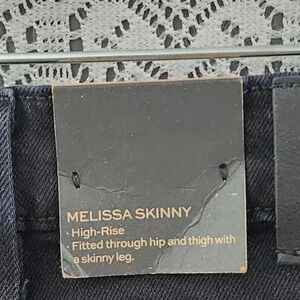 MELISSA SKINNY
· High-Rise
· Fitted through hip and thigh with
a skinny leg.